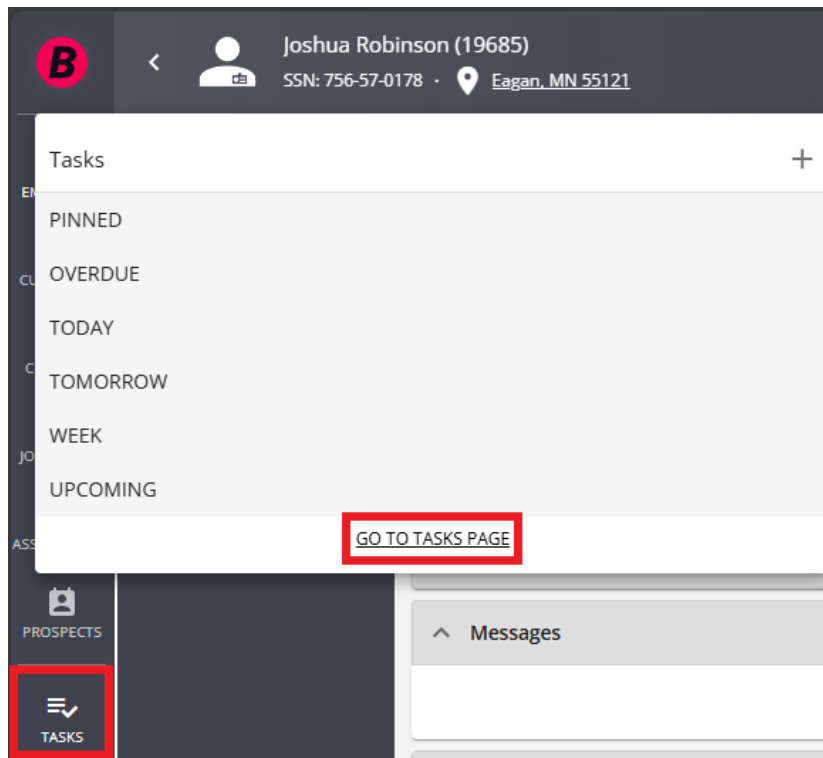 B
Joshua Robinson (19685)
SSN: 756-57-0178 · Eagan, MN 55121
Tasks
PINNED
OVERDUE
TODAY
TOMORROW
WEEK
UPCOMING
GO TO TASKS PAGE
PROSPECTS
Messages
TASKS